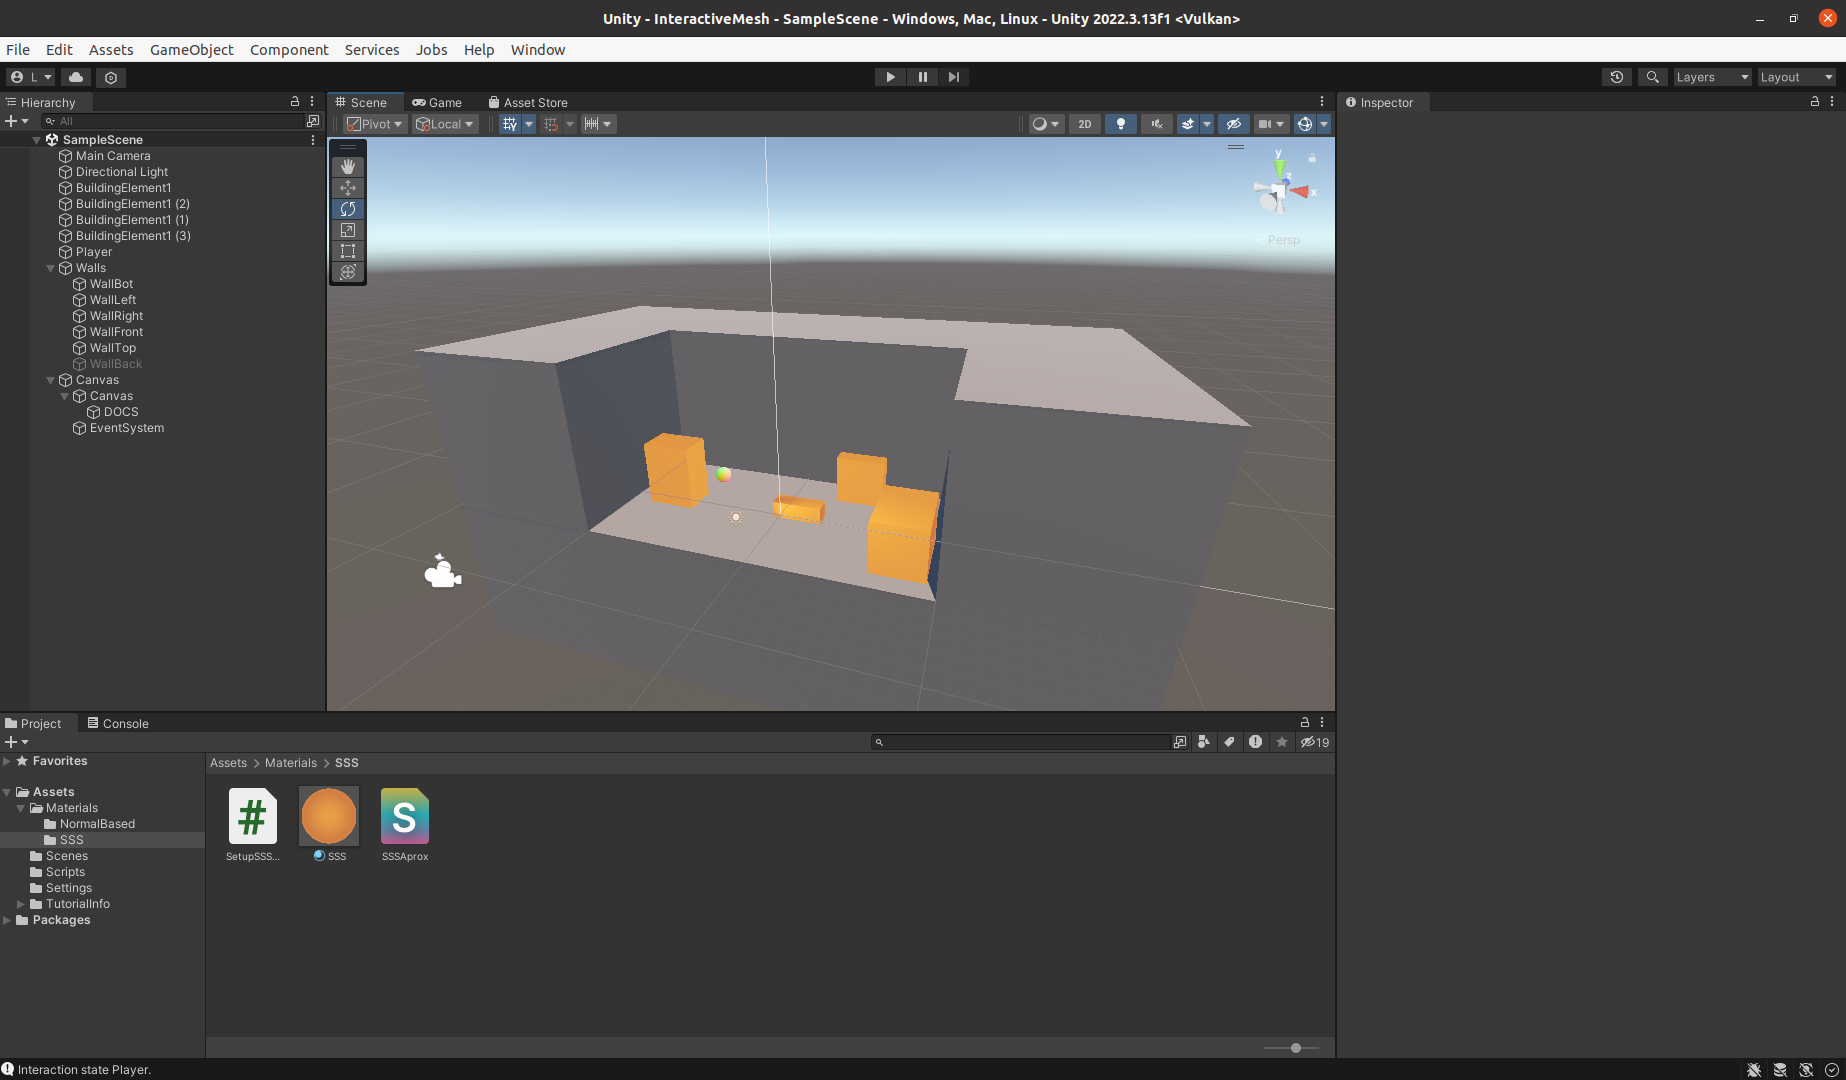 Unity - InteractiveMesh - SampleScene - Windows, Mac, Linux - Unity 2022.3.13f1 <Vulkan>
File Edit Assets GameObject Component Services Jobs Help Window
L
Layers
Layout
Hierarchy
All
SampleScene
Main Camera
Directional Light
BuildingElement1
BuildingElement1 (2)
BuildingElement1 (1)
BuildingElement1 (3)
Player
Walls
WallBot
WallLeft
WallRight
WallFront
WallTop
WallBack
Canvas
Canvas
DOCS
EventSystem
Scene Game Asset Store
Pivot Local
2D
y
z
x
Persp
Inspector
Project Console
19
Favorites
Assets
Materials
NormalBased
SSS
Scenes
Scripts
Settings
TutorialInfo
Packages
Assets > Materials > SSS
#
S
SetupSSS...
SSS
SSSAprox
Interaction state Player.